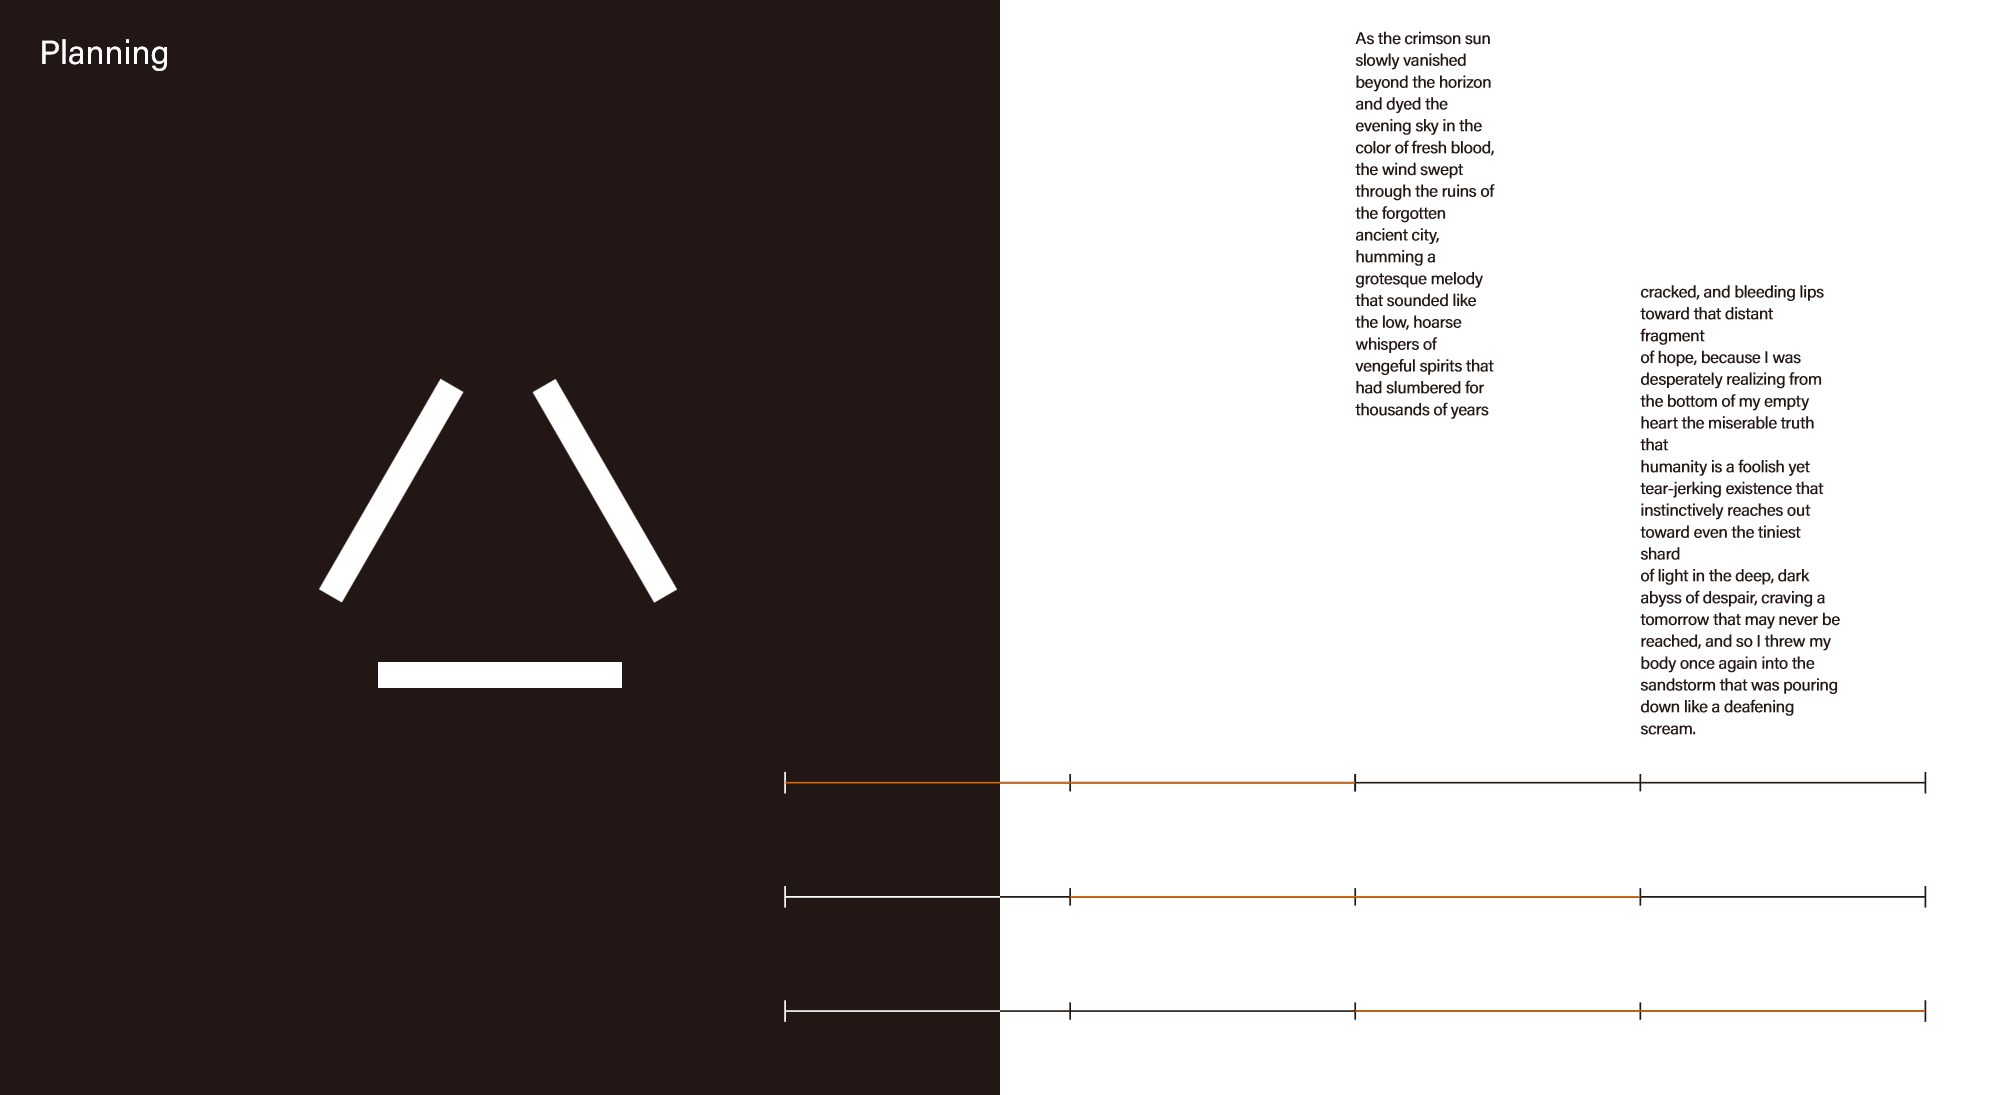 Planning
As the crimson sun
slowly vanished
beyond the horizon
and dyed the
evening sky in the
color of fresh blood,
the wind swept
through the ruins of
the forgotten
ancient city,
humming a
grotesque melody
that sounded like
the low, hoarse
whispers of
vengeful spirits that
had slumbered for
thousands of years
cracked, and bleeding lips
toward that distant
fragment
of hope, because I was
desperately realizing from
the bottom of my empty
heart the miserable truth
that
humanity is a foolish yet
tear-jerking existence that
instinctively reaches out
toward even the tiniest
shard
of light in the deep, dark
abyss of despair, craving a
tomorrow that may never be
reached, and so I threw my
body once again into the
sandstorm that was pouring
down like a deafening
scream.